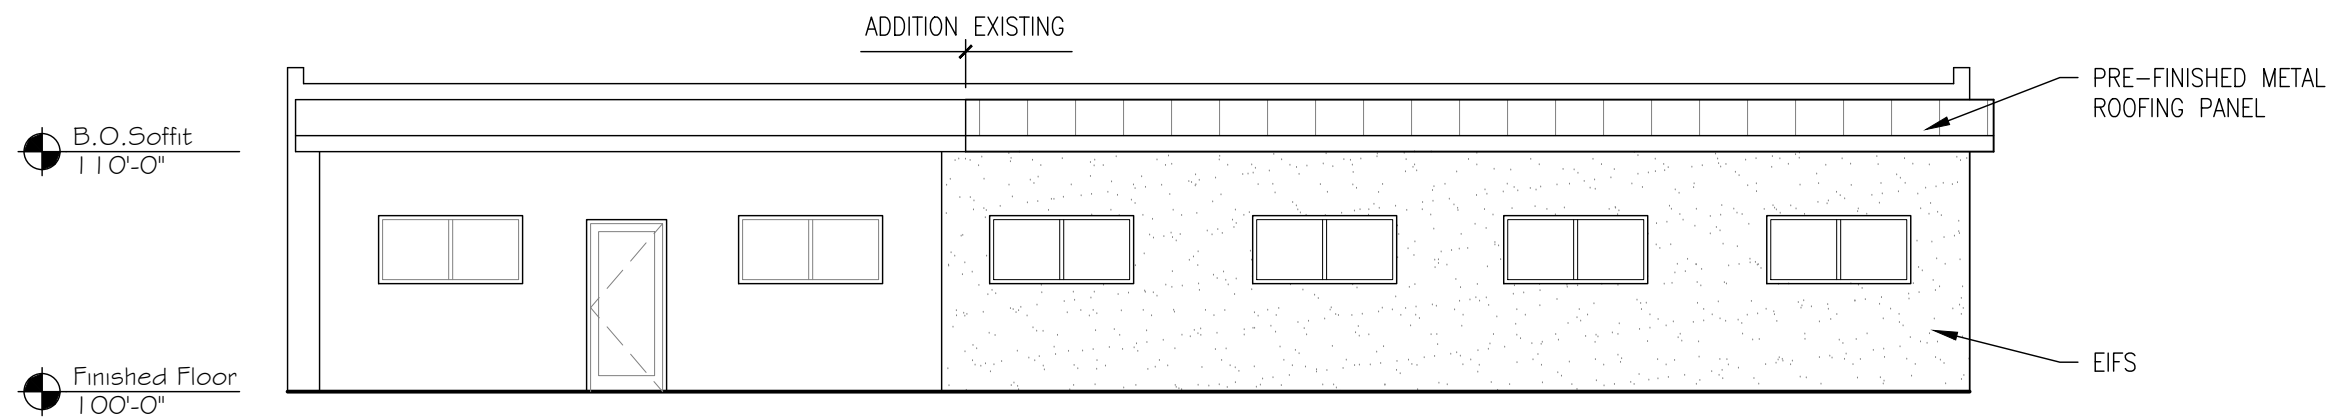 ADDITION EXISTING
PRE-FINISHED METAL
ROOFING PANEL
B.O.Soffit
110'-0"
EIFS
Finished Floor
100'-0"